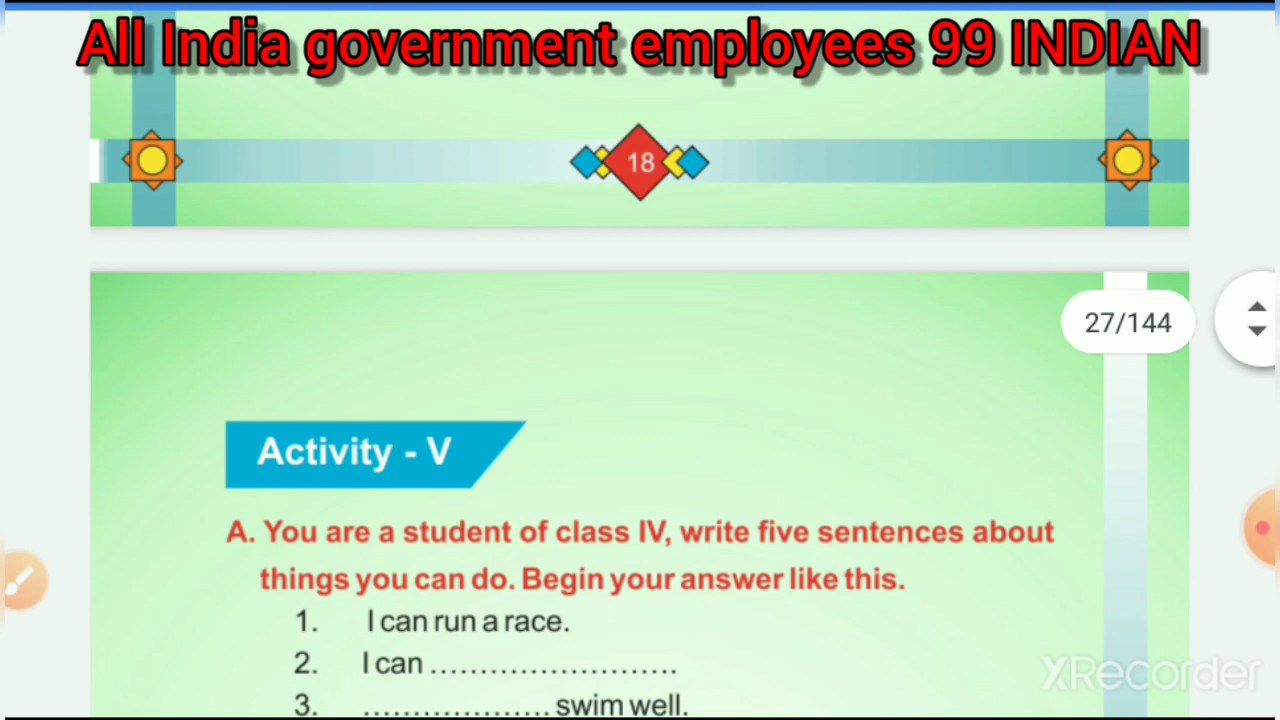 All India government employees 99 INDIAN
18
27/144
Activity - V
A. You are a student of class IV, write five sentences about
things you can do. Begin your answer like this.
1. I can run a race.
2. I can ..............................
3. ....................... swim well.
XRecorder